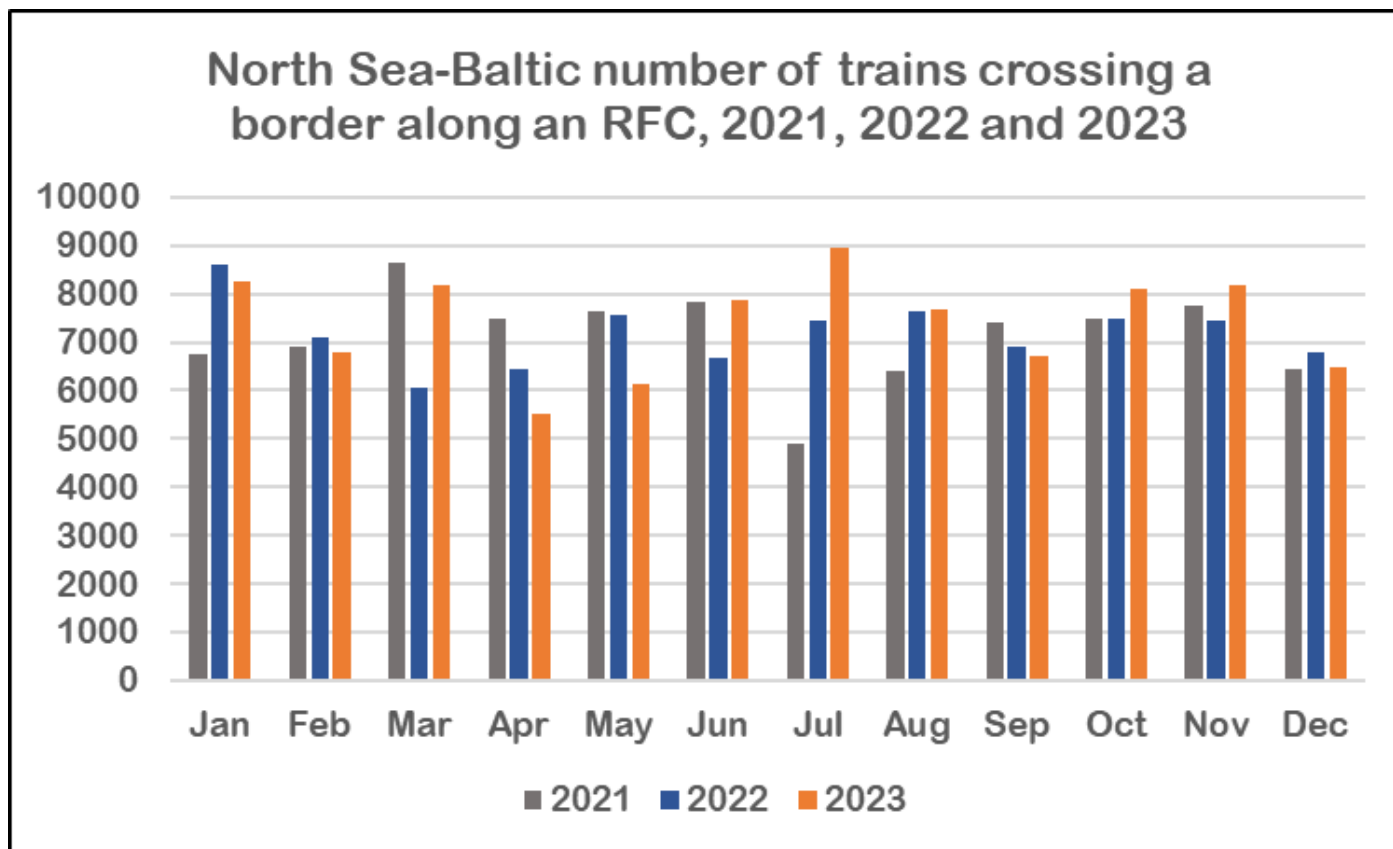 North Sea-Baltic number of trains crossing a
border along an RFC, 2021, 2022 and 2023
10000
9000
8000
7000
6000
5000
4000
3000
2000
1000
0
Jan Feb Mar Apr May Jun Jul Aug Sep Oct Nov Dec
2021 2022 2023